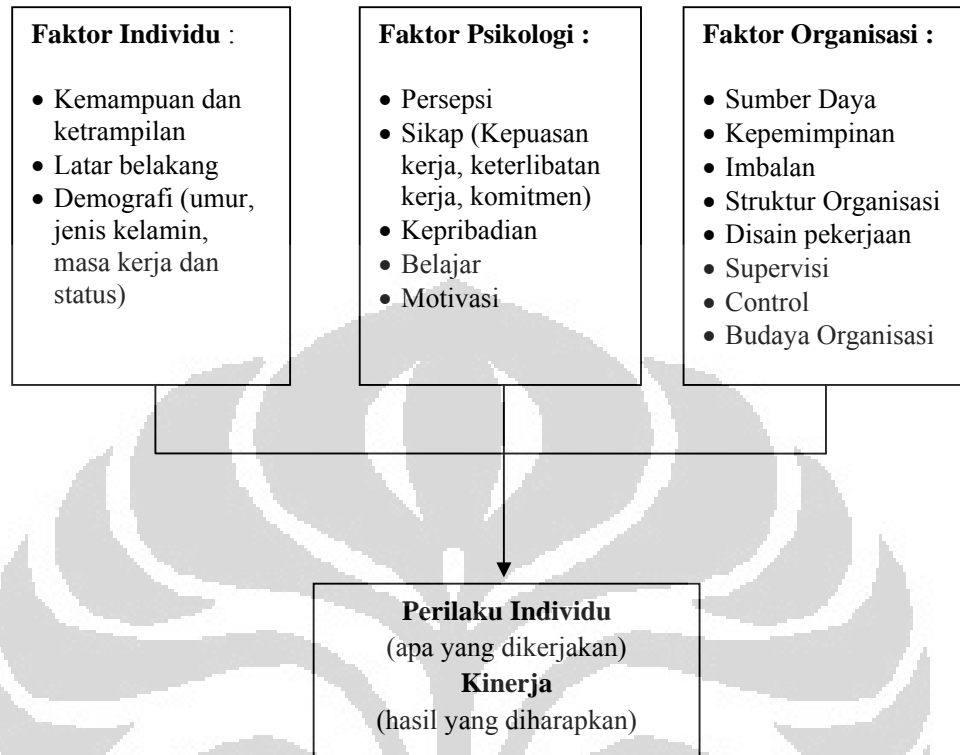 Faktor Individu :
• Kemampuan dan
ketrampilan
• Latar belakang
• Demografi (umur,
jenis kelamin,
masa kerja dan
status)
Faktor Psikologi :
• Persepsi
• Sikap (Kepuasan
kerja, keterlibatan
kerja, komitmen)
• Kepribadian
• Belajar
• Motivasi
Faktor Organisasi :
• Sumber Daya
• Kepemimpinan
• Imbalan
• Struktur Organisasi
• Disain pekerjaan
• Supervisi
• Control
• Budaya Organisasi
Perilaku Individu
(apa yang dikerjakan)
Kinerja
(hasil yang diharapkan)